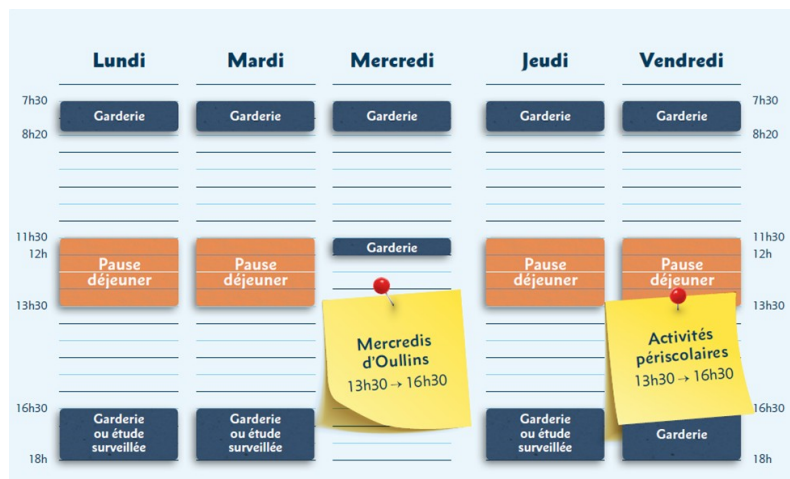 Lundi
Mardi
Mercredi
Jeudi
Vendredi
7h30
Garderie
Garderie
Garderie
Garderie
Garderie
7h30
8h20
8h20
11h30
11h30
12h
12h
Pause
déjeuner
Pause
déjeuner
Garderie
Pause
déjeuner
Pause
déjeuner
13h30
13h30
Mercredis
d'Oullins
13h30 → 16h30
Activités
périscolaires
13h30 → 16h30
16h30
16h30
Garderie
ou étude
surveillée
Garderie
ou étude
surveillée
Garderie
ou étude
surveillée
Garderie
18h
18h